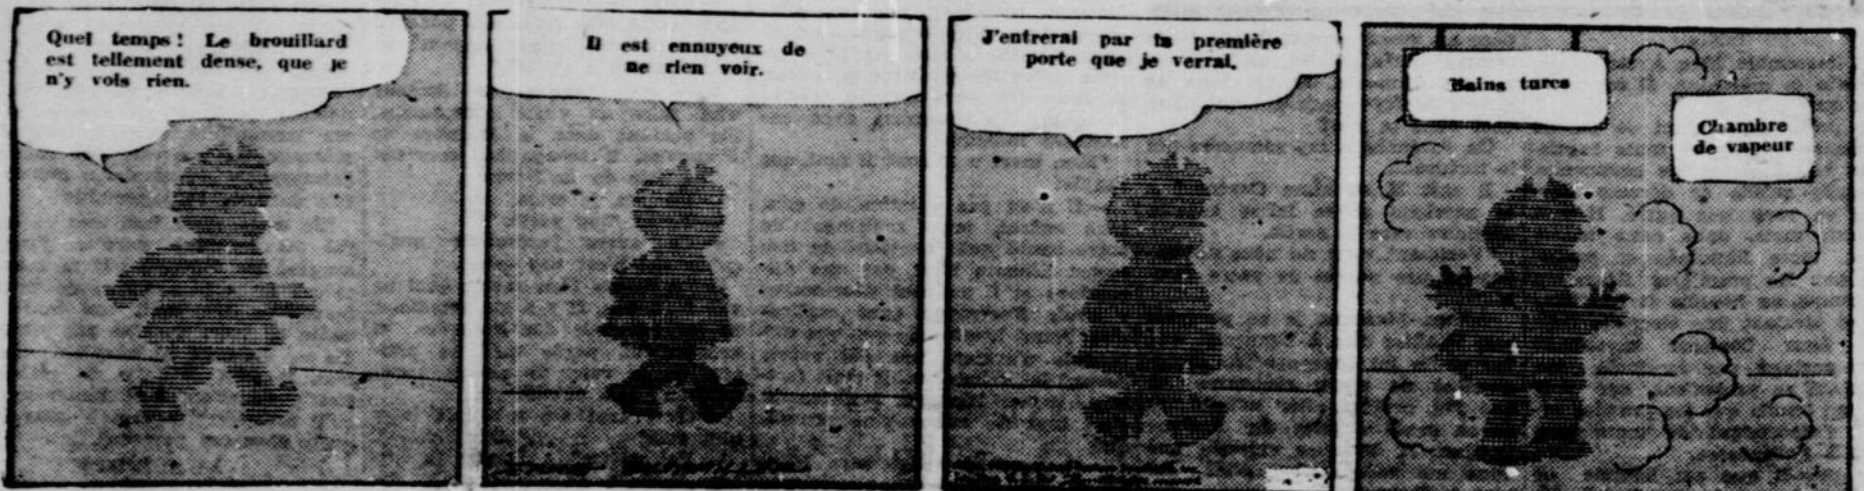 Quel temps! Le brouillard
est tellement dense, que je
n'y vois rien.
Il est ennuyeux de
ne rien voir.
J'entrerai par la première
porte que je verrai.
Bains turcs
Chambre
de vapeur